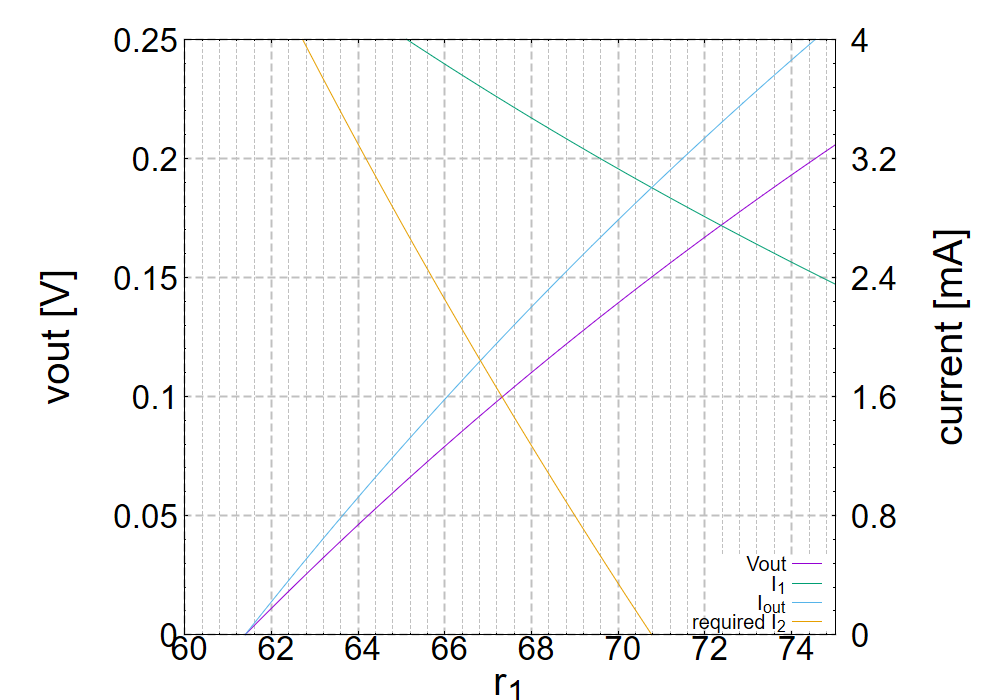 0.25
0.2
0.15
0.1
0.05
0
vout [V]
4
3.2
2.4
1.6
0.8
0
current [mA]
Vout
I1
Iout
required I2
60 62 64 66 68 70 72 74
r1